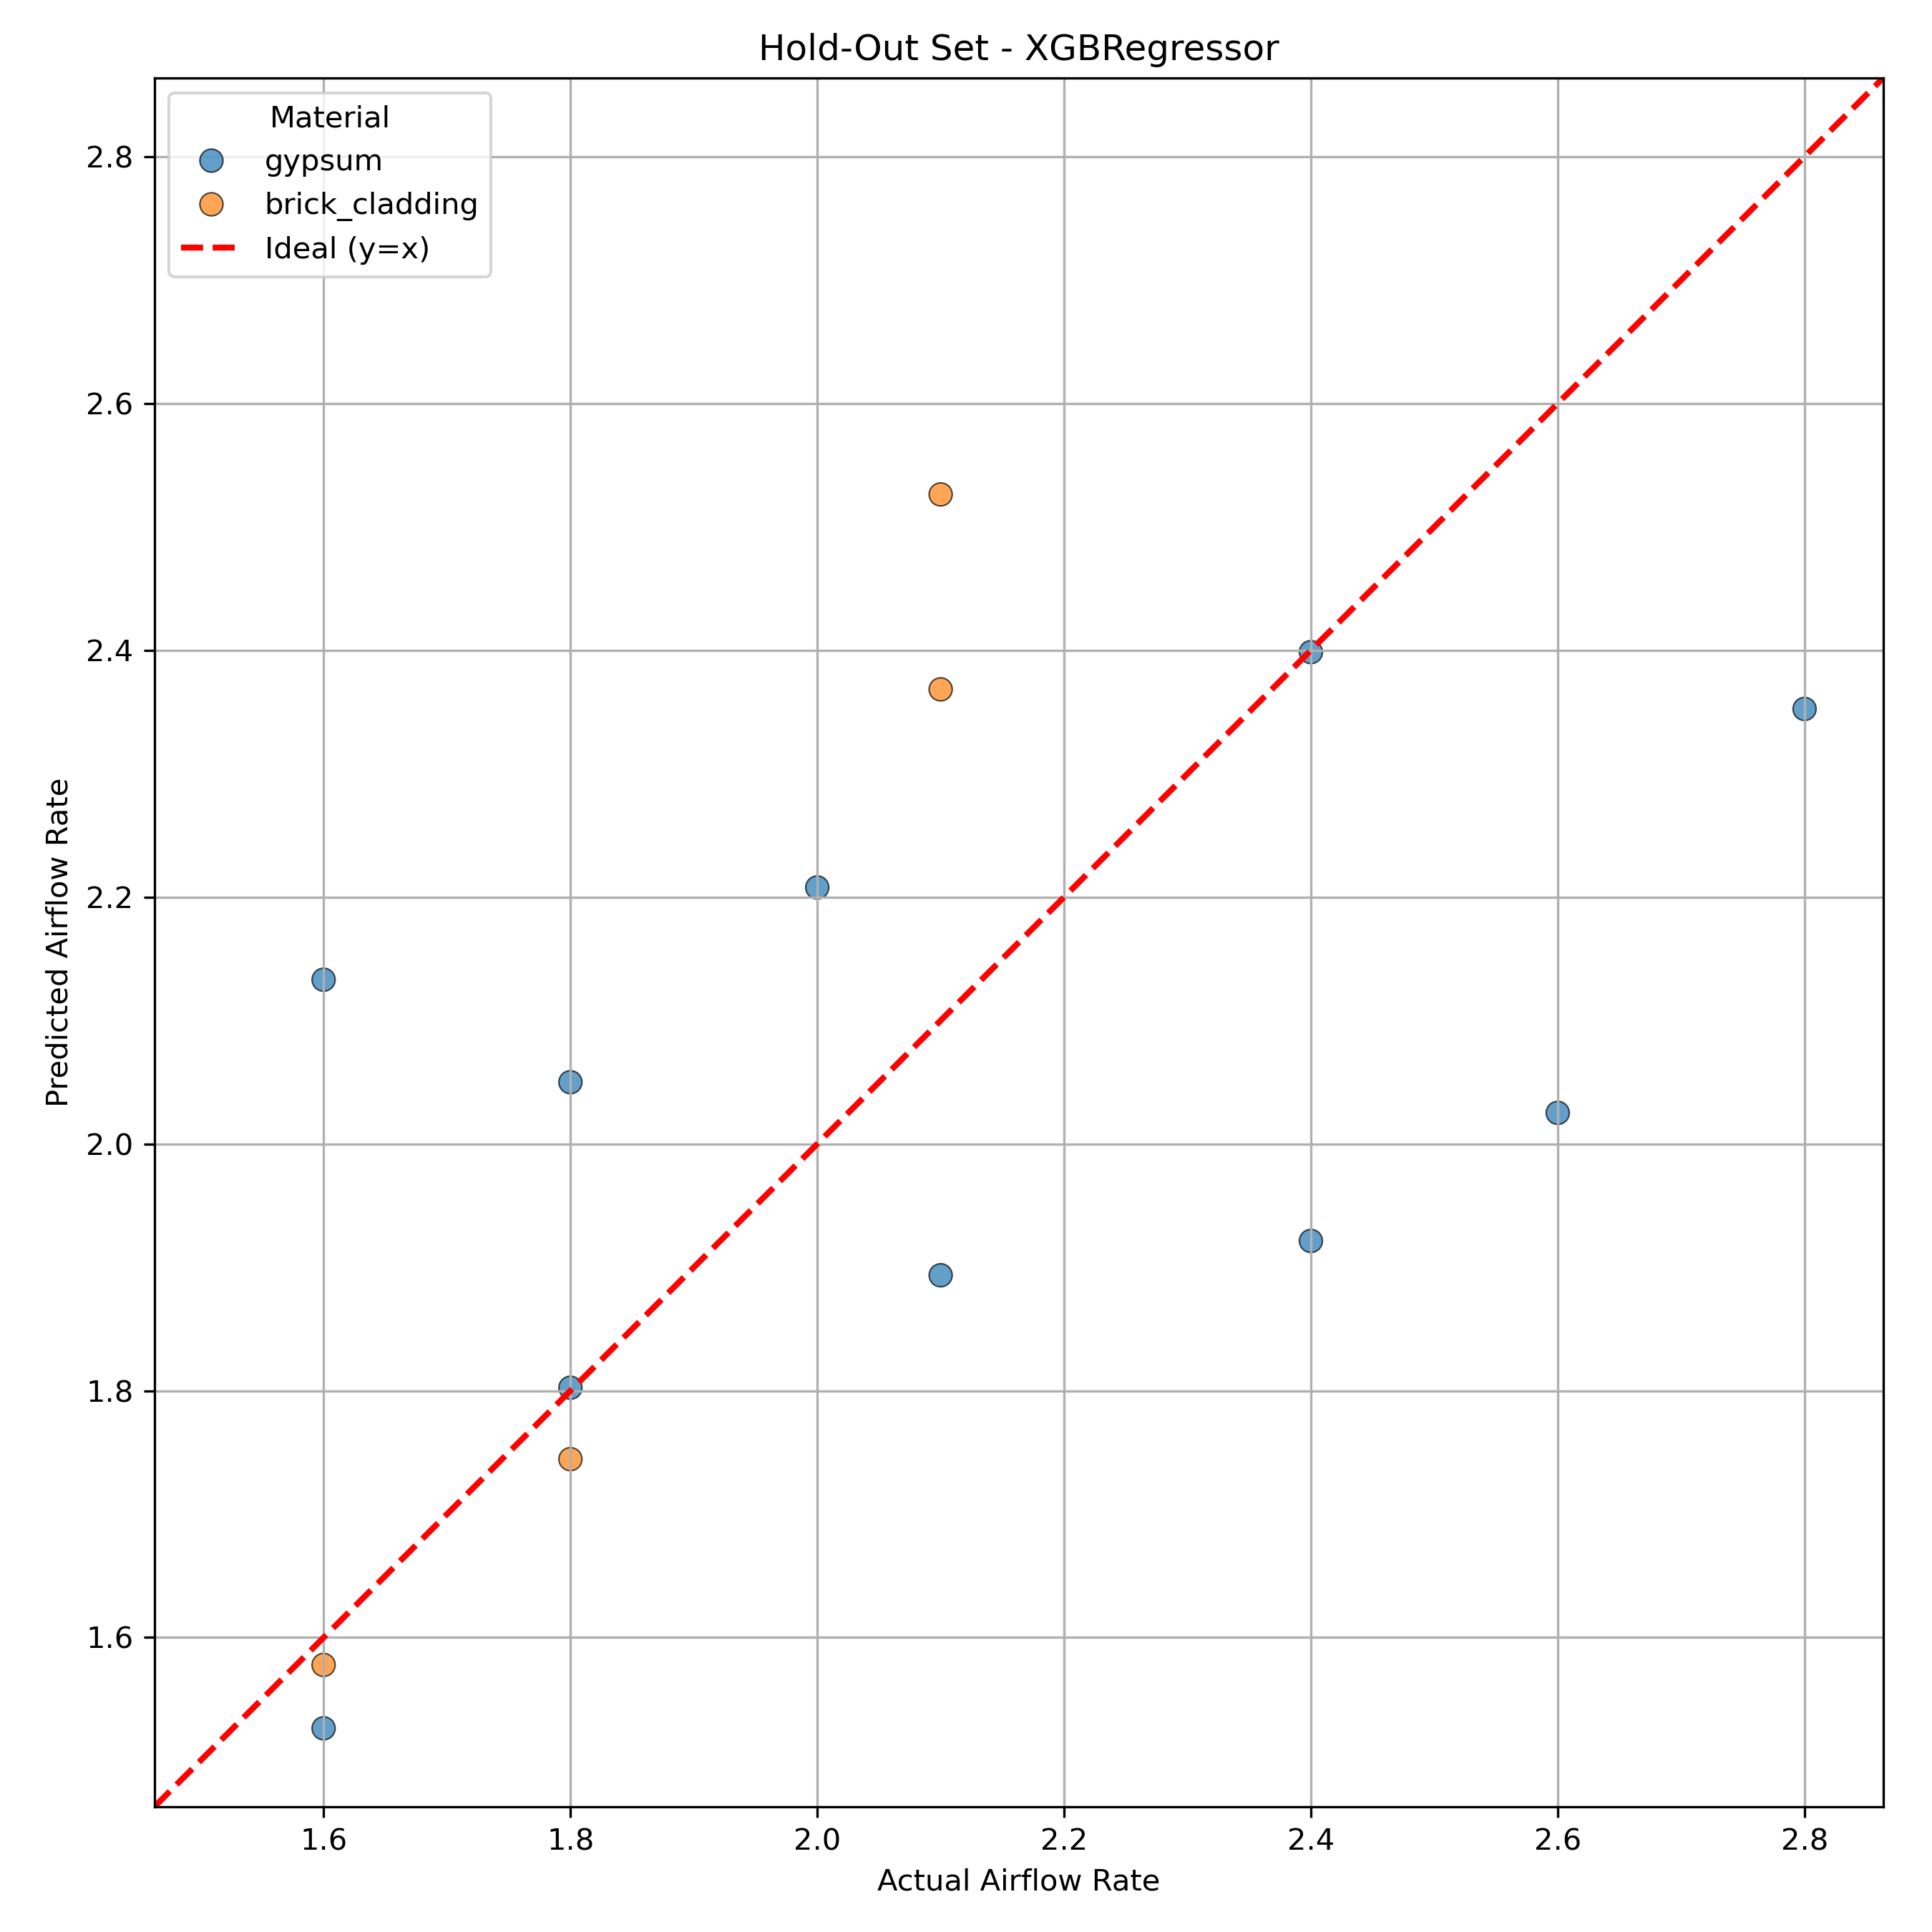 Hold-Out Set - XGBRegressor
Material
gypsum
brick_cladding
Ideal (y=x)
Predicted Airflow Rate
2.8
2.6
2.4
2.2
2.0
1.8
1.6
1.6 1.8 2.0 2.2 2.4 2.6 2.8
Actual Airflow Rate